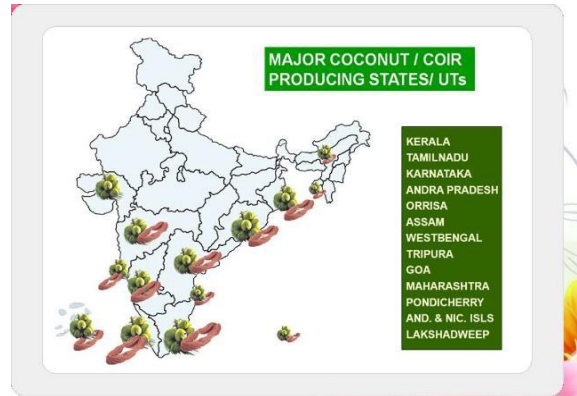 MAJOR COCONUT / COIR
PRODUCING STATES/ UTs
KERALA
TAMILNADU
KARNATAKA
ANDRA PRADESH
ORRISA
ASSAM
WESTBENGAL
TRIPURA
GOA
MAHARASHTRA
PONDICHERRY
AND. & NIC. ISLS
LAKSHADWEEP